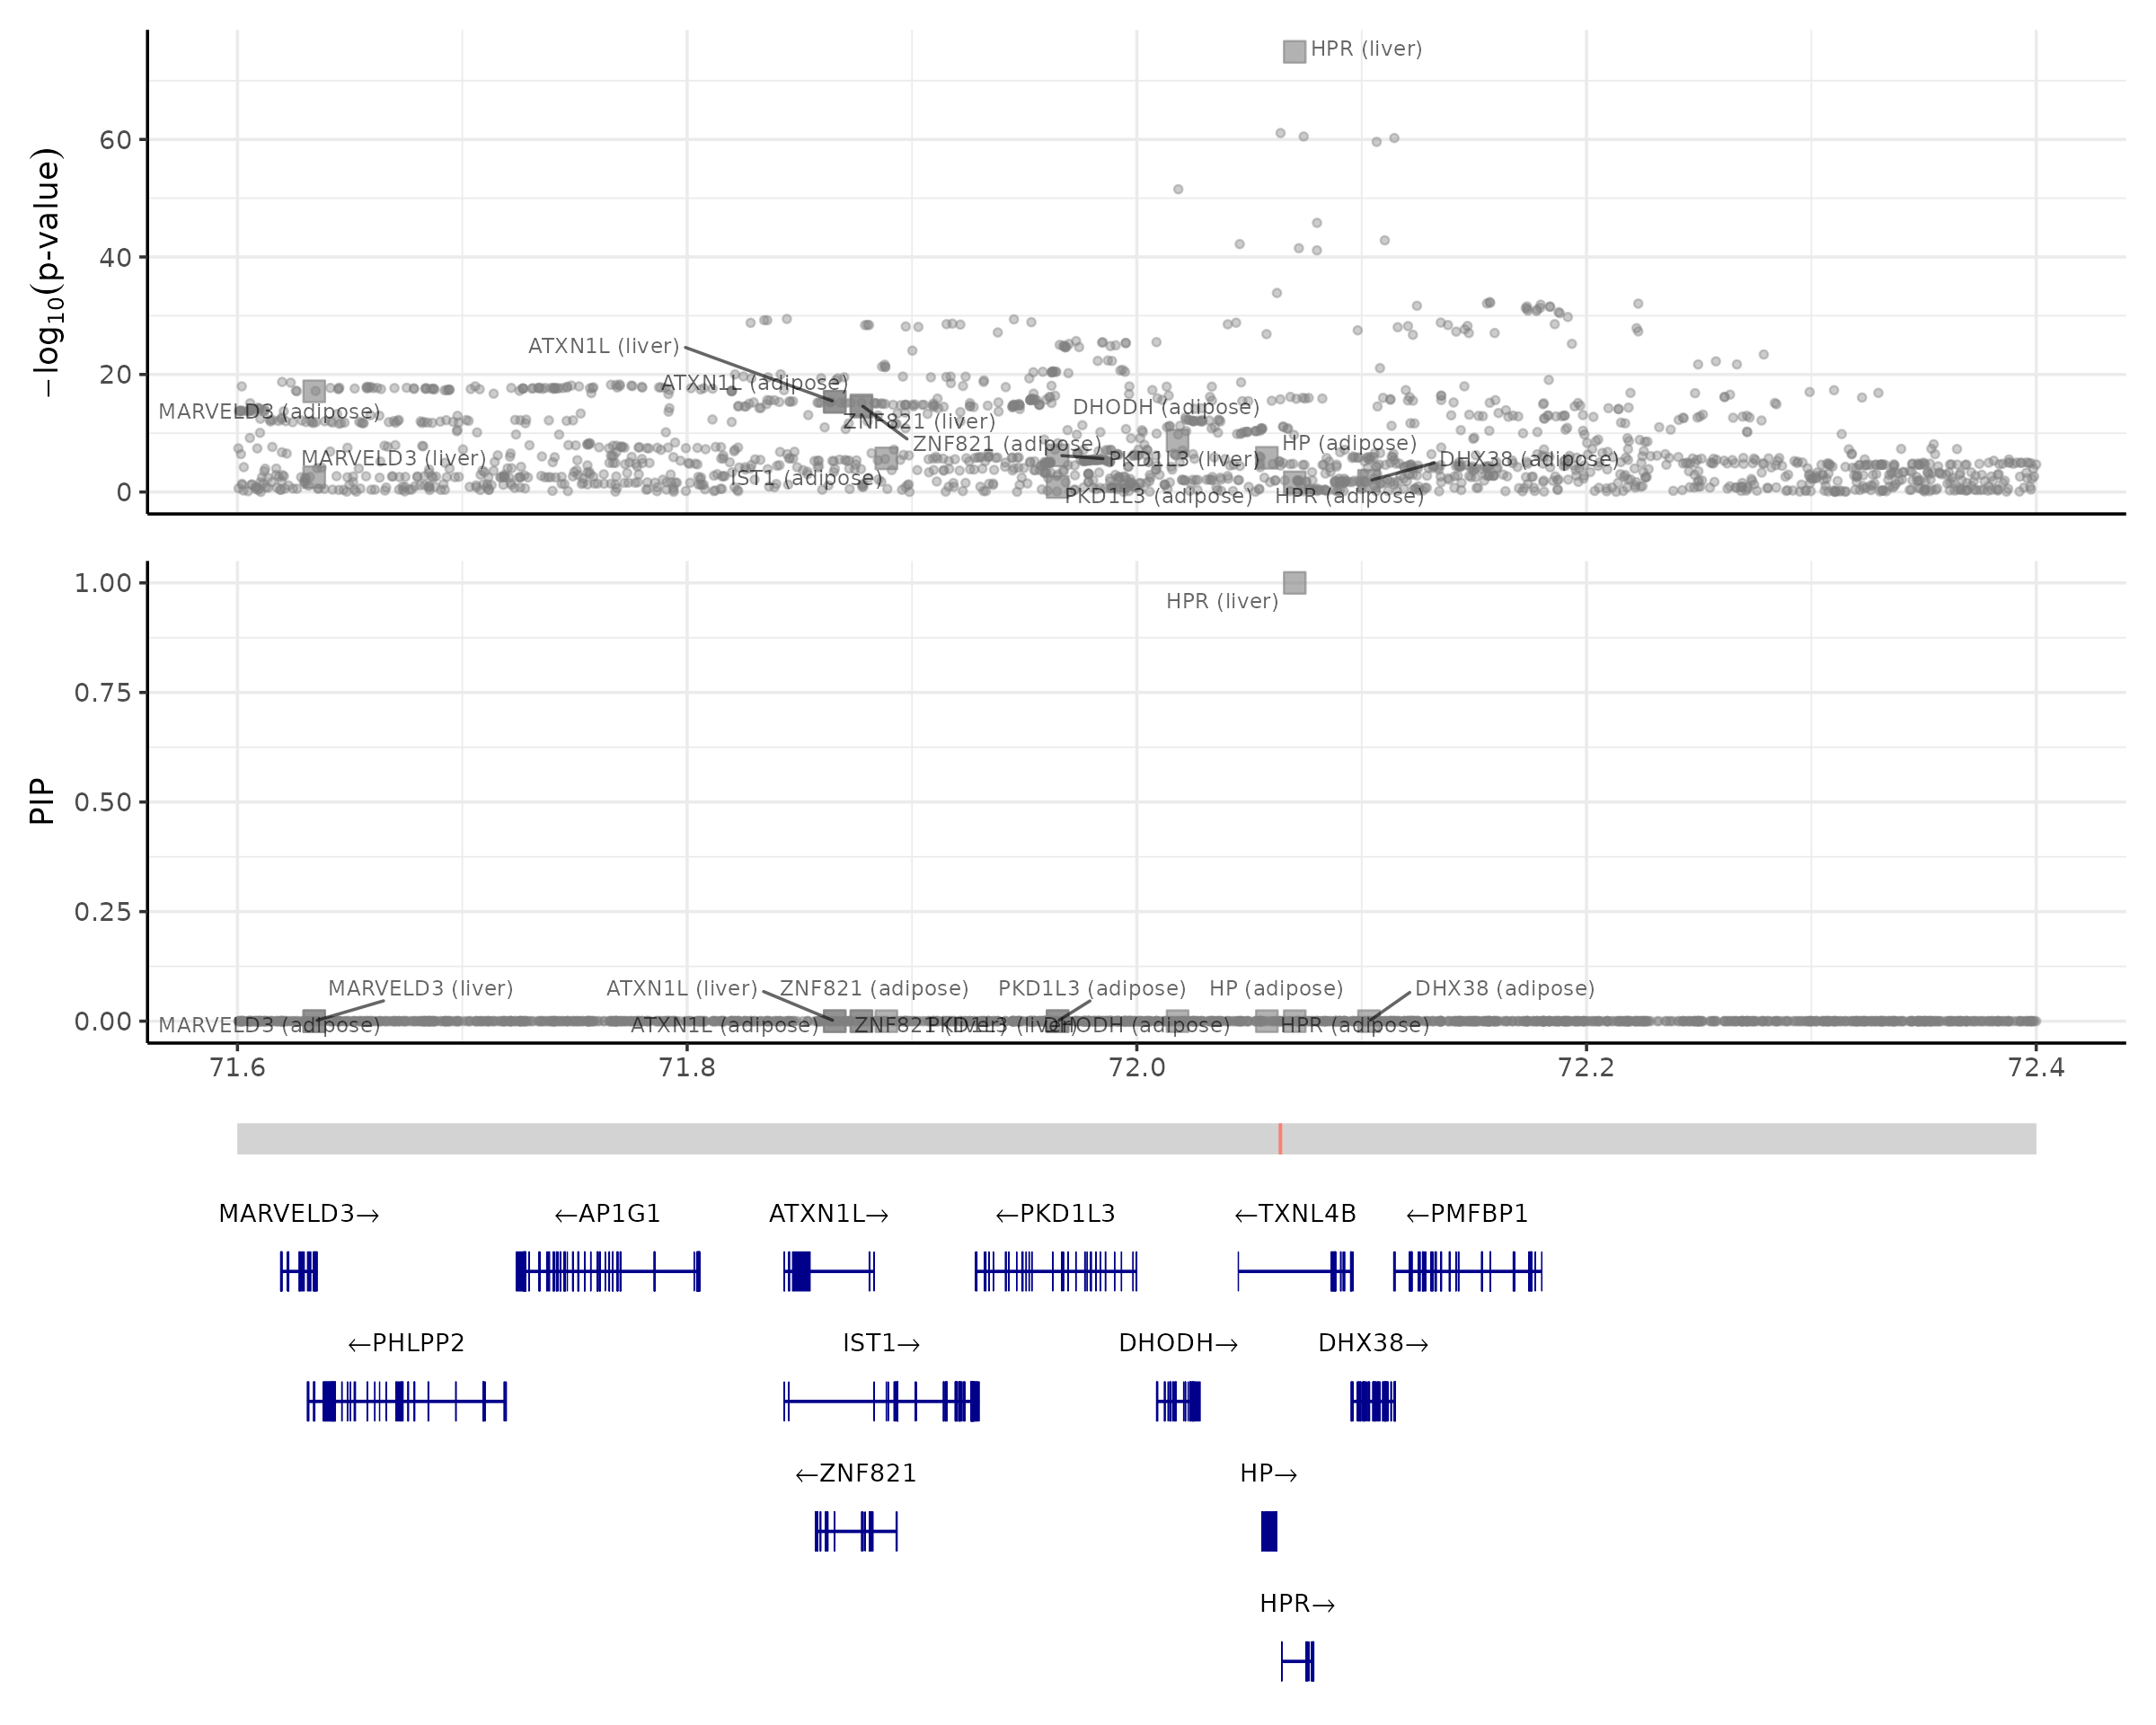 HPR (liver)
60
40
ATXN1L (liver)
20
ATXN1L (adipose)
DHODH (adipose)
MARVELD3 (adipose)
ZNF821 (liver)
ZNF821 (adipose)
HP (adipose)
MARVELD3 (liver)
PKD1L3 (liver)
DHX38 (adipose)
IST1 (adipose)
0
PKD1L3 (adipose)
HPR (adipose)
−log10(p-value)
1.00
HPR (liver)
0.75
0.50
0.25
MARVELD3 (liver)
ATXN1L (liver)
ZNF821 (adipose)
PKD1L3 (adipose)
HP (adipose)
DHX38 (adipose)
0.00
MARVELD3 (adipose)
ATXN1L (adipose)
ZNF821 (liver)
PKD1L3 (liver)
DHODH (adipose)
HPR (adipose)
PIP
71.6 71.8 72.0 72.2 72.4
MARVELD3→ ←AP1G1 ATXN1L→ ←PKD1L3 ←TXNL4B ←PMFBP1
←PHLPP2 IST1→ DHODH→ DHX38→
←ZNF821 HP→
HPR→